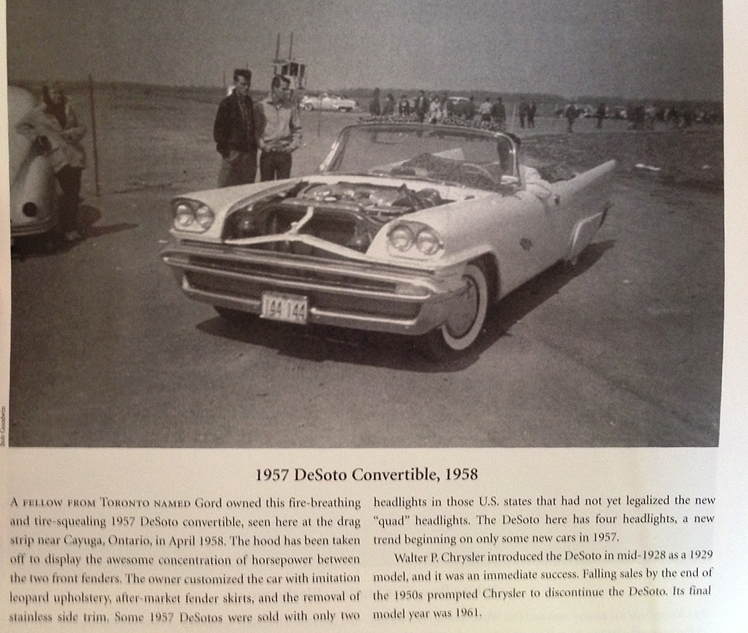 144 144
Bob Goodwin
1957 DeSoto Convertible, 1958
A FELLOW FROM TORONTO NAMED Gord owned this fire-breathing
and tire-squealing 1957 DeSoto convertible, seen here at the drag
strip near Cayuga, Ontario, in April 1958. The hood has been taken
off to display the awesome concentration of horsepower between
the two front fenders. The owner customized the car with imitation
leopard upholstery, after-market fender skirts, and the removal of
stainless side trim. Some 1957 DeSotos were sold with only two
headlights in those U.S. states that had not yet legalized the new
“quad” headlights. The DeSoto here has four headlights, a new
trend beginning on only some new cars in 1957.
Walter P. Chrysler introduced the DeSoto in mid-1928 as a 1929
model, and it was an immediate success. Falling sales by the end of
the 1950s prompted Chrysler to discontinue the DeSoto. Its final
model year was 1961.